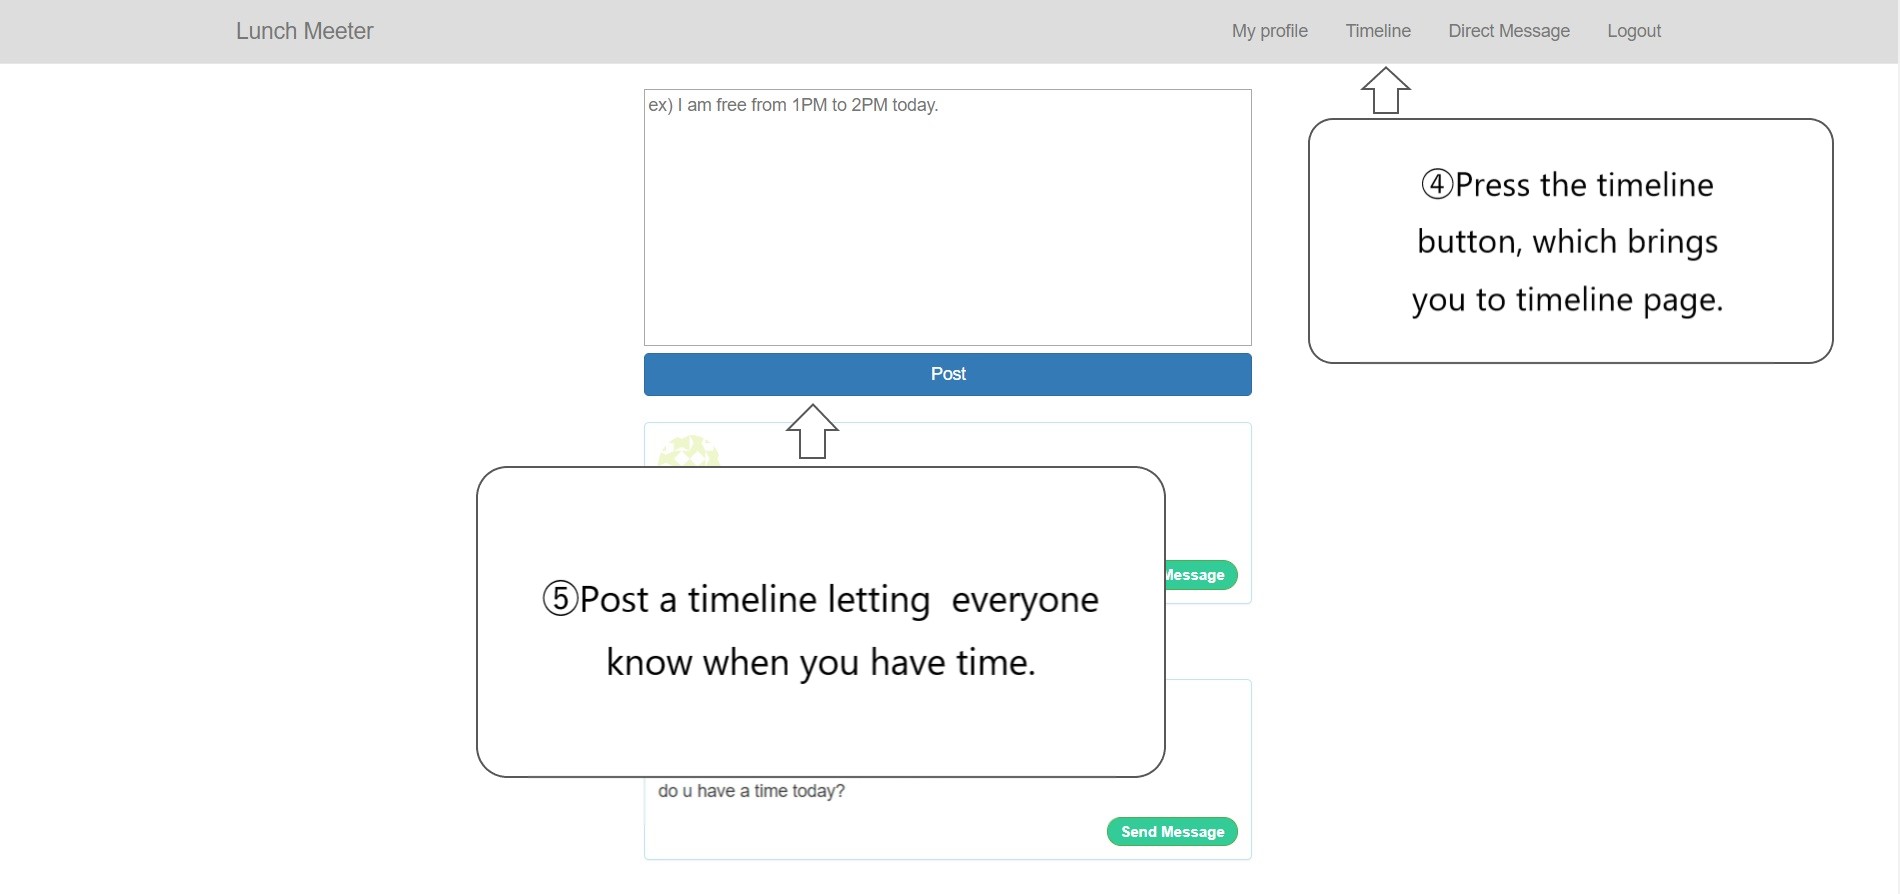 Lunch Meeter My profile Timeline Direct Message Logout
ex) I am free from 1PM to 2PM today.
④Press the timeline
button, which brings
you to timeline page.
Post
Message
⑤Post a timeline letting everyone
know when you have time.
do u have a time today?
Send Message